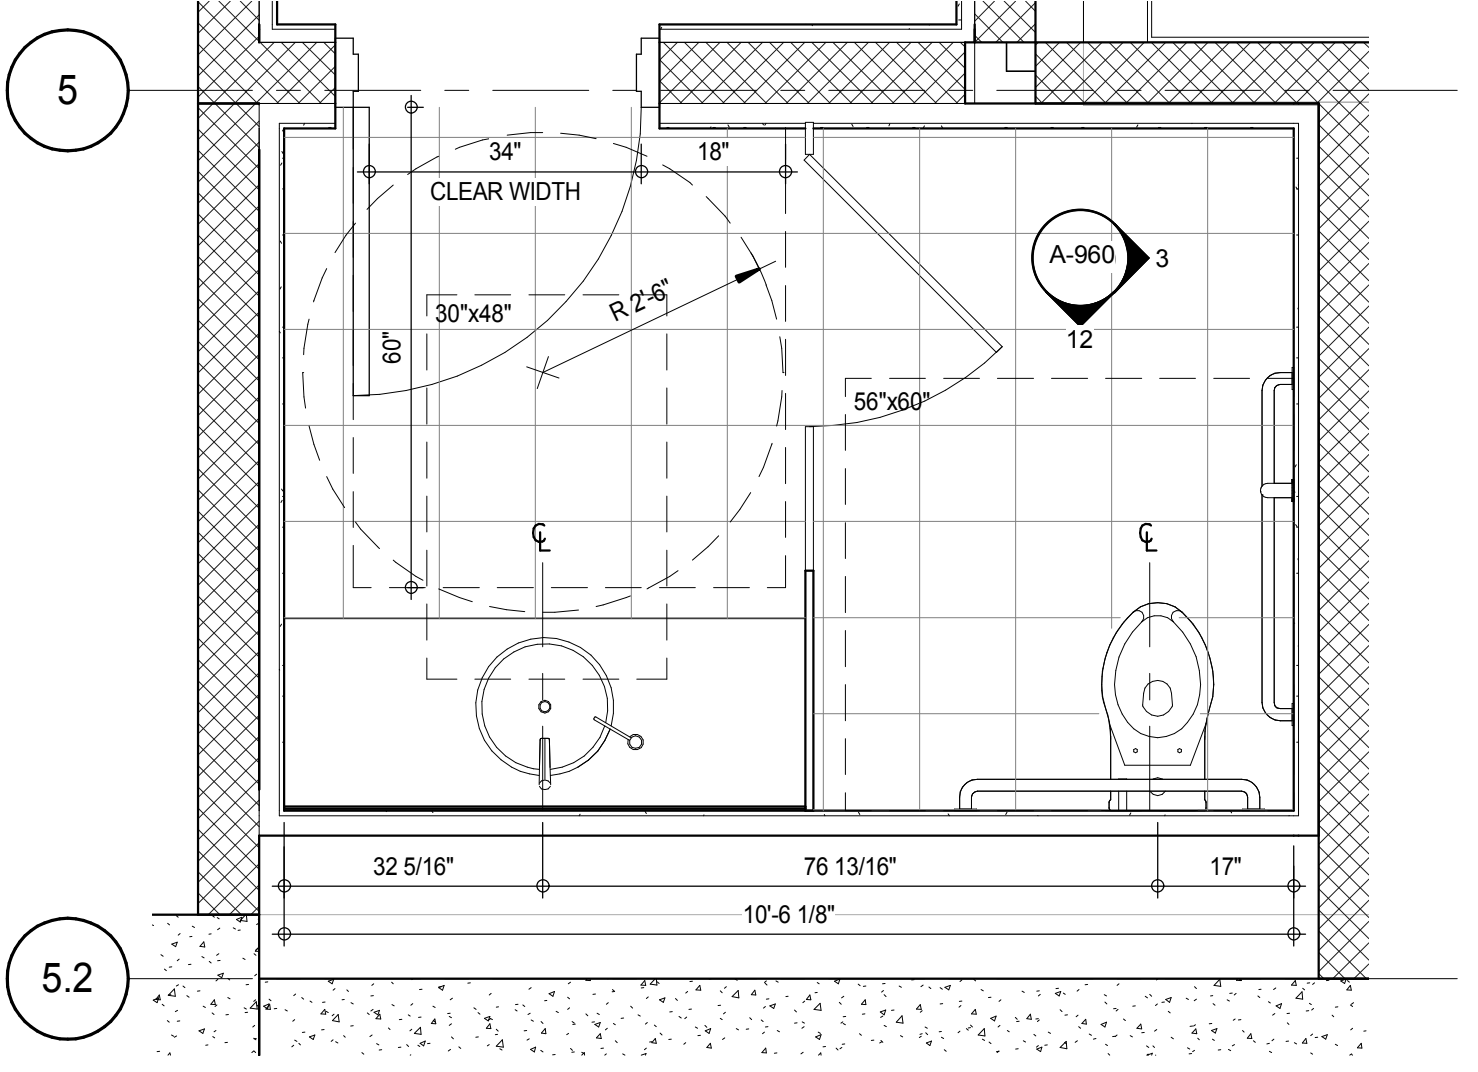 5
34"
18"
CLEAR WIDTH
A-960
3
12
30"x48"
R 2'-6"
60"
56"x60"
℄
℄
32 5/16"
76 13/16"
17"
10'-6 1/8"
5.2